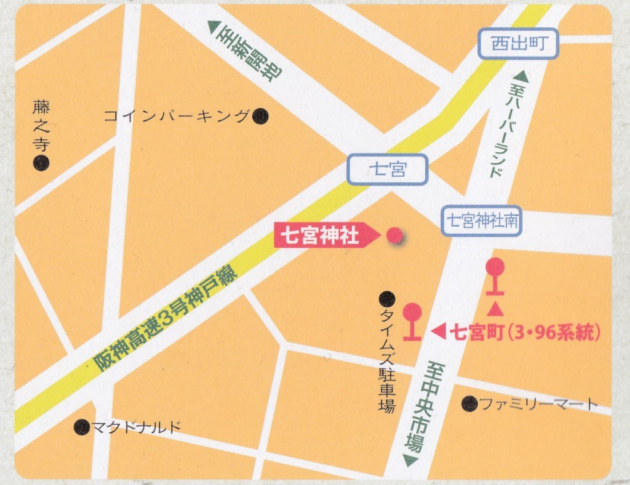 西出町
至新開地
至ハーバーランド
藤之寺
コインパーキング
七宮
七宮神社南
七宮神社
阪神高速3号神戸線
タイムズ駐車場
七宮町(3・96系統)
至中央市場
ファミリーマート
マクドナルド